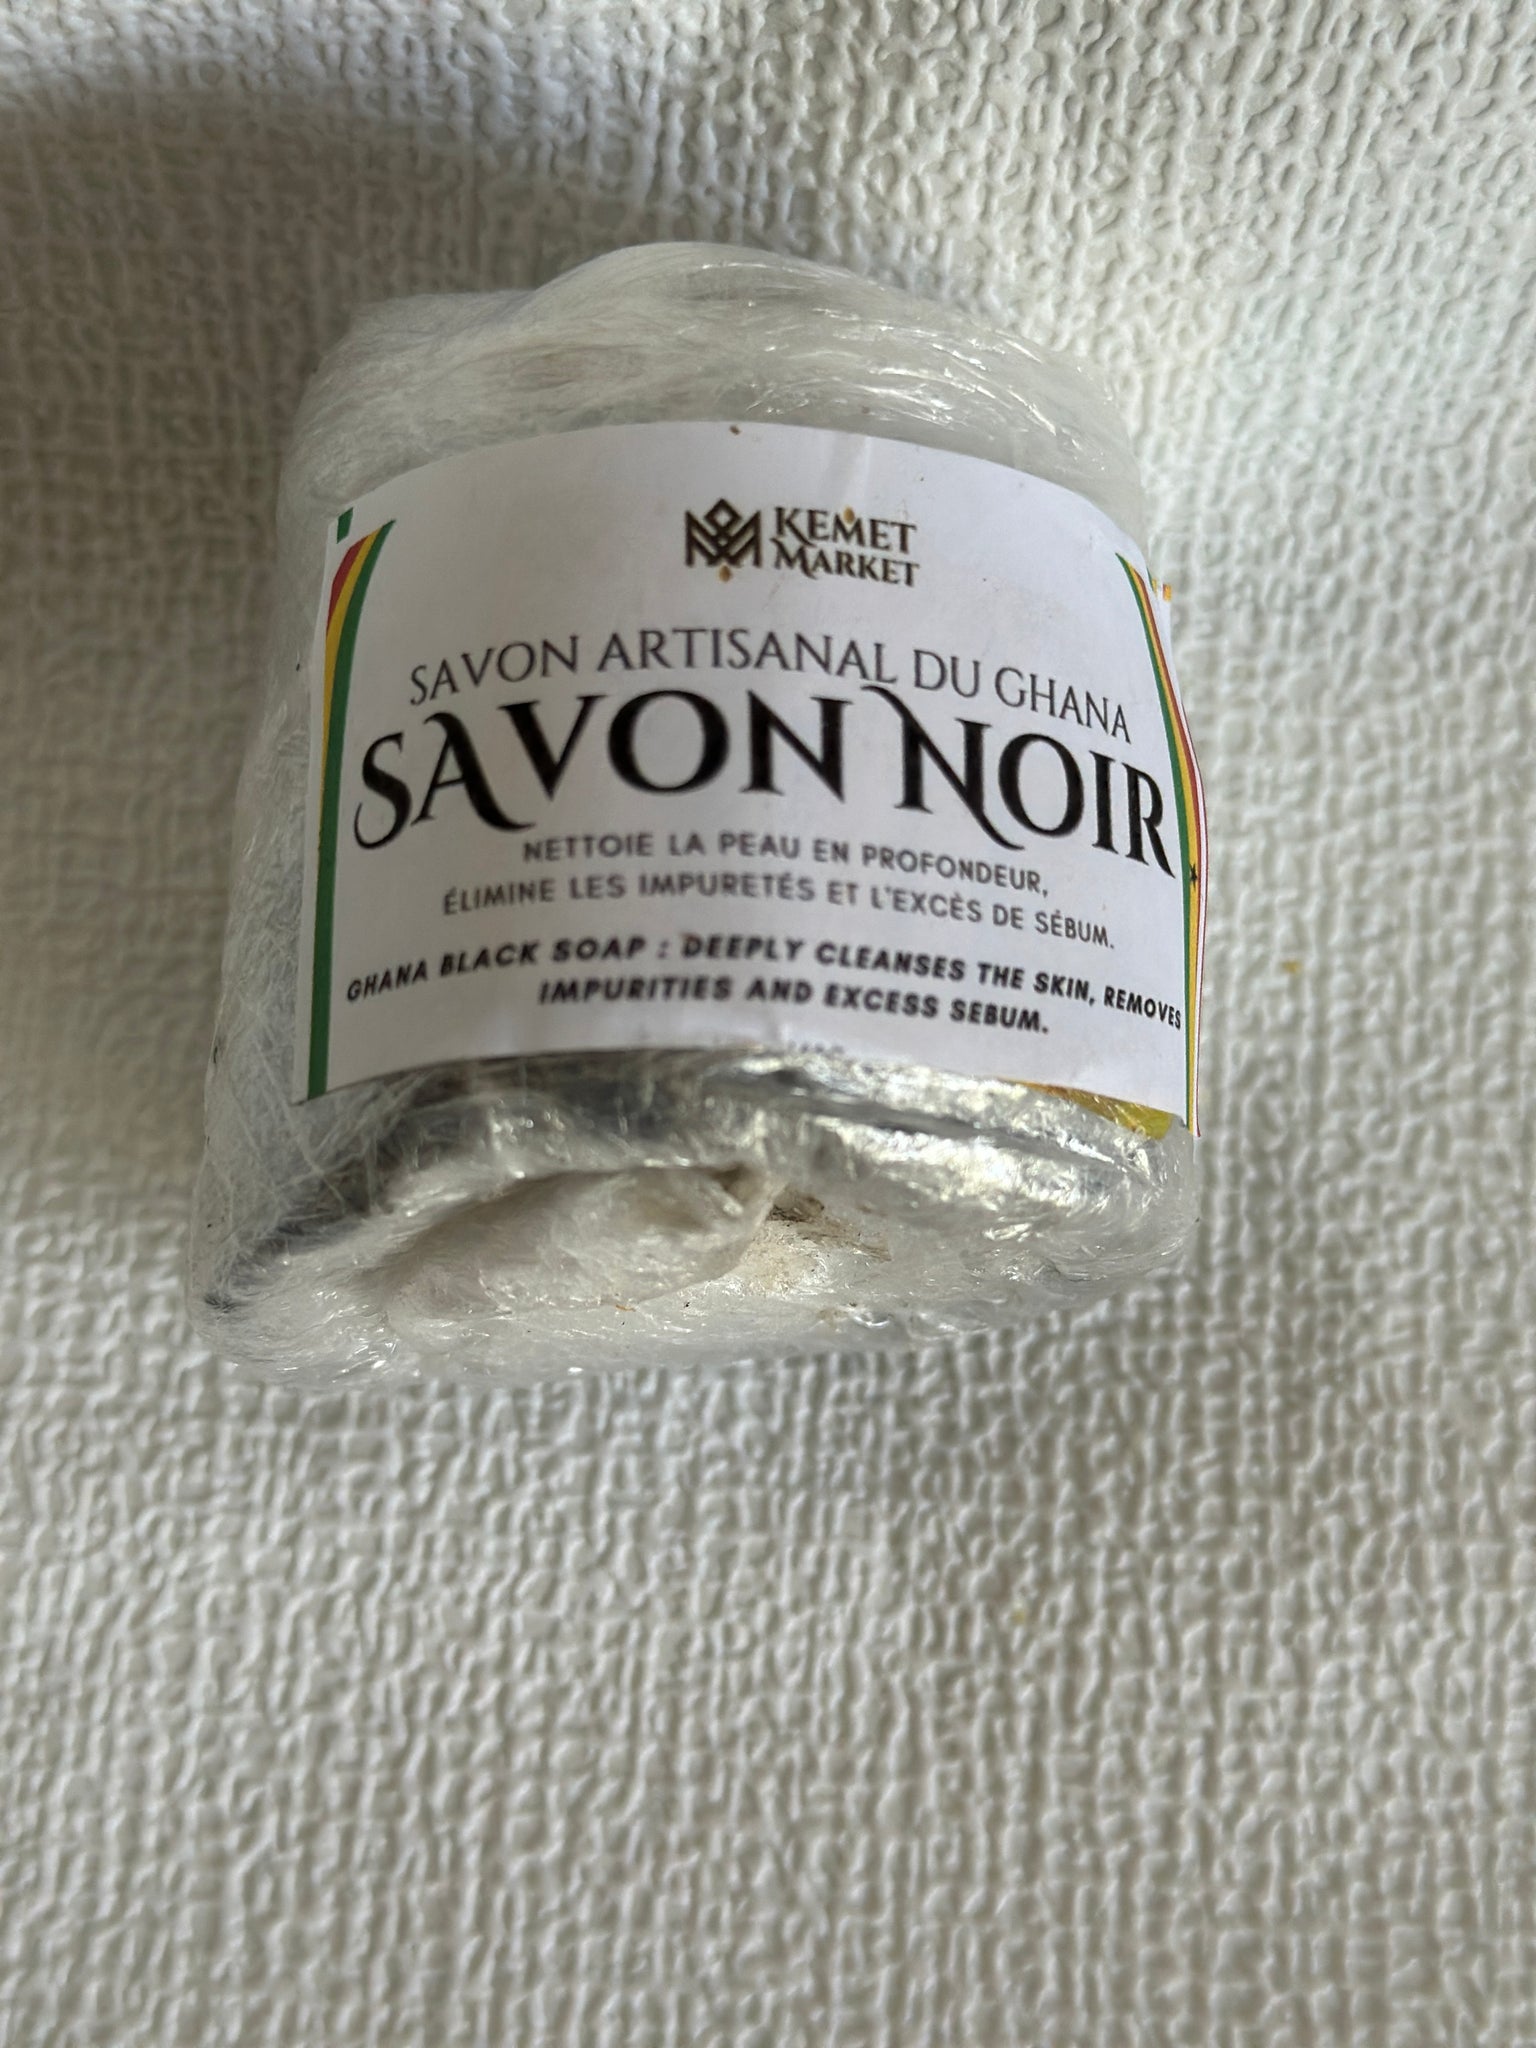 KEMET
MARKET
SAVON ARTISANAL DU GHANA
SAVON NOIR
NETTOIE LA PEAU EN PROFONDEUR,
ÉLIMINE LES IMPURETÉS ET L'EXCÈS DE SÉBUM.
GHANA BLACK SOAP : DEEPLY CLEANSES THE SKIN, REMOVES
IMPURITIES AND EXCESS SEBUM.